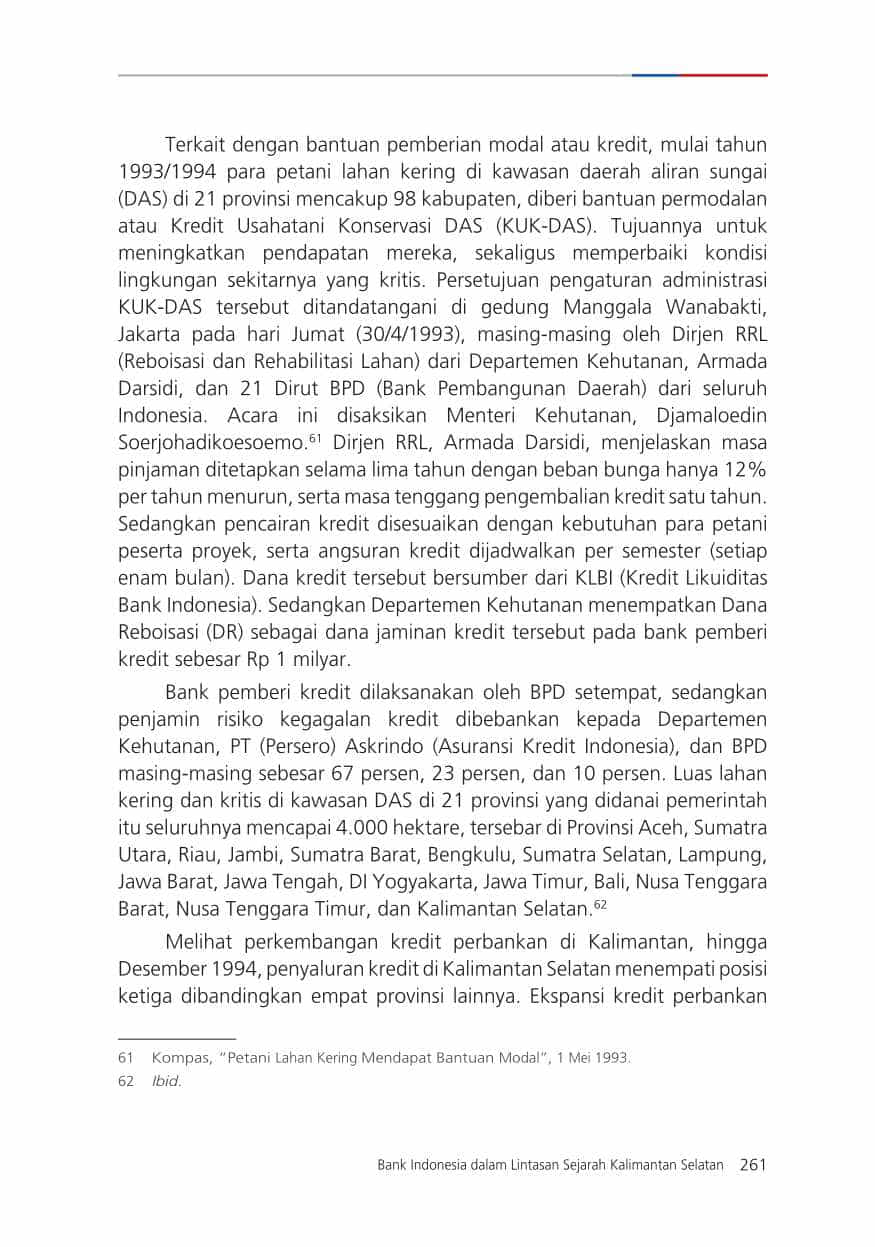 Terkait dengan bantuan pemberian modal atau kredit, mulai tahun
1993/1994 para petani lahan kering di kawasan daerah aliran sungai
(DAS) di 21 provinsi mencakup 98 kabupaten, diberi bantuan permodalan
atau Kredit Usahatani Konservasi DAS (KUK-DAS). Tujuannya untuk
meningkatkan pendapatan mereka, sekaligus memperbaiki kondisi
lingkungan sekitarnya yang kritis. Persetujuan pengaturan administrasi
KUK-DAS tersebut ditandatangani di gedung Manggala Wanabakti,
Jakarta pada hari Jumat (30/4/1993), masing-masing oleh Dirjen RRL
(Reboisasi dan Rehabilitasi Lahan) dari Departemen Kehutanan, Armada
Darsidi, dan 21 Dirut BPD (Bank Pembangunan Daerah) dari seluruh
Indonesia. Acara ini disaksikan Menteri Kehutanan, Djamaloedin
Soerjohadikoesoemo.⁶¹ Dirjen RRL, Armada Darsidi, menjelaskan masa
pinjaman ditetapkan selama lima tahun dengan beban bunga hanya 12%
per tahun menurun, serta masa tenggang pengembalian kredit satu tahun.
Sedangkan pencairan kredit disesuaikan dengan kebutuhan para petani
peserta proyek, serta angsuran kredit dijadwalkan per semester (setiap
enam bulan). Dana kredit tersebut bersumber dari KLBI (Kredit Likuiditas
Bank Indonesia). Sedangkan Departemen Kehutanan menempatkan Dana
Reboisasi (DR) sebagai dana jaminan kredit tersebut pada bank pemberi
kredit sebesar Rp 1 milyar.
Bank pemberi kredit dilaksanakan oleh BPD setempat, sedangkan
penjamin risiko kegagalan kredit dibebankan kepada Departemen
Kehutanan, PT (Persero) Askrindo (Asuransi Kredit Indonesia), dan BPD
masing-masing sebesar 67 persen, 23 persen, dan 10 persen. Luas lahan
kering dan kritis di kawasan DAS di 21 provinsi yang didanai pemerintah
itu seluruhnya mencapai 4.000 hektare, tersebar di Provinsi Aceh, Sumatra
Utara, Riau, Jambi, Sumatra Barat, Bengkulu, Sumatra Selatan, Lampung,
Jawa Barat, Jawa Tengah, DI Yogyakarta, Jawa Timur, Bali, Nusa Tenggara
Barat, Nusa Tenggara Timur, dan Kalimantan Selatan.⁶²
Melihat perkembangan kredit perbankan di Kalimantan, hingga
Desember 1994, penyaluran kredit di Kalimantan Selatan menempati posisi
ketiga dibandingkan empat provinsi lainnya. Ekspansi kredit perbankan
61 Kompas, “Petani Lahan Kering Mendapat Bantuan Modal”, 1 Mei 1993.
62 Ibid.
Bank Indonesia dalam Lintasan Sejarah Kalimantan Selatan 261